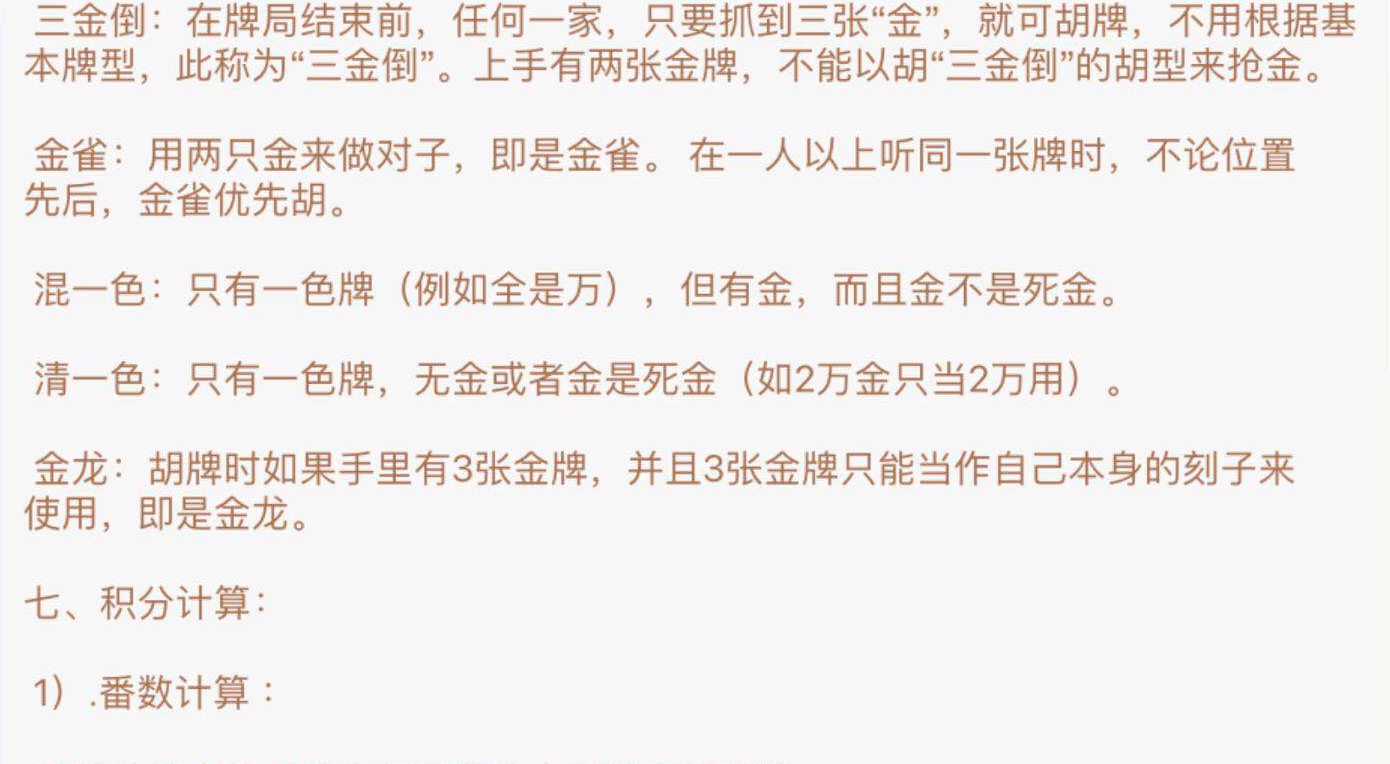 三金倒：在牌局结束前，任何一家，只要抓到三张“金”，就可胡牌，不用根据基
本牌型，此称为“三金倒”。上手有两张金牌，不能以胡“三金倒”的胡型来抢金。
金雀：用两只金来做对子，即是金雀。 在一人以上听同一张牌时，不论位置
先后，金雀优先胡。
混一色：只有一色牌（例如全是万），但有金，而且金不是死金。
清一色：只有一色牌，无金或者金是死金（如2万金只当2万用）。
金龙：胡牌时如果手里有3张金牌，并且3张金牌只能当作自己本身的刻子来
使用，即是金龙。
七、积分计算：
1）.番数计算：